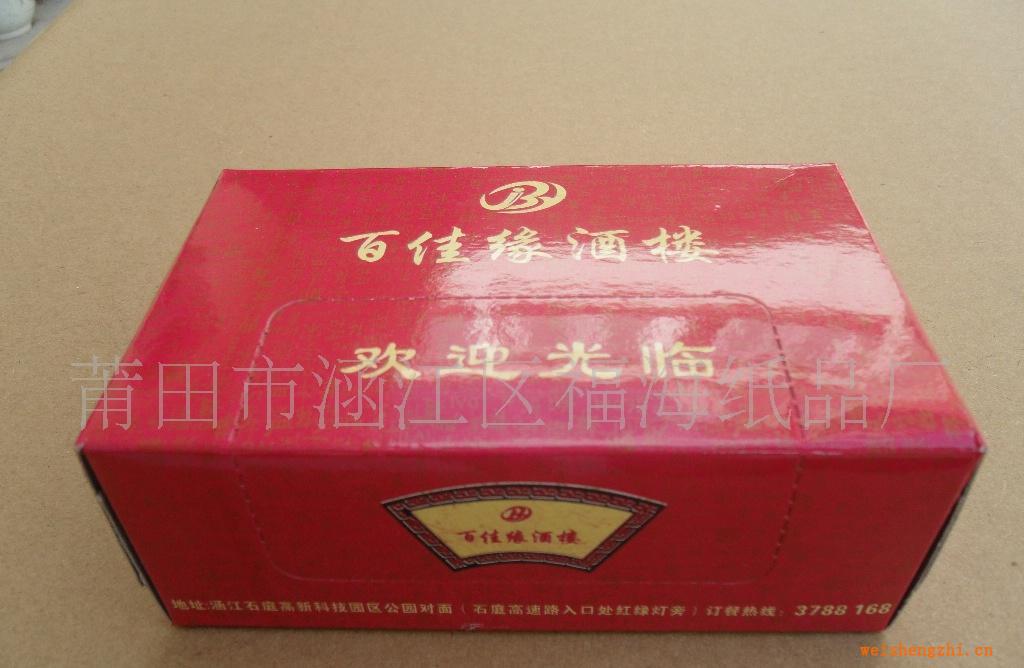 百佳缘酒楼
欢迎光临
莆田市涵江区福海纸品厂
百佳缘酒楼
地址:涵江石庭高新科技园区公园对面(石庭高速路入口处红绿灯旁)订餐热线:3788 168
weishengzhi.cn